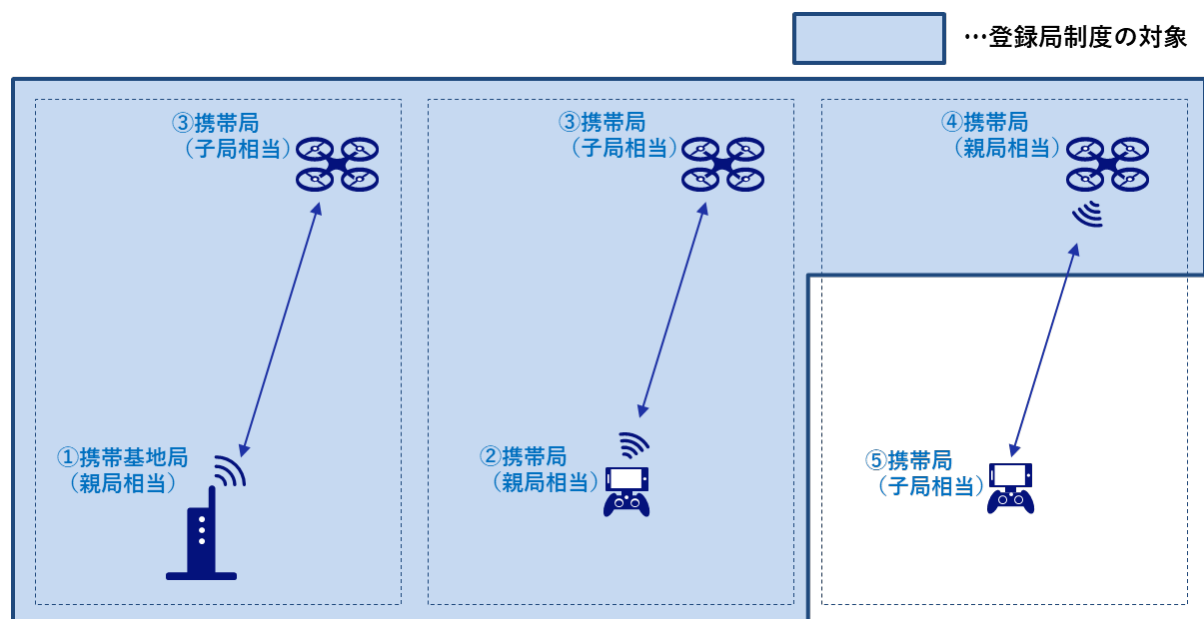 …登録局制度の対象
③携帯局
（子局相当）
③携帯局
（子局相当）
④携帯局
（親局相当）
①携帯基地局
（親局相当）
②携帯局
（親局相当）
⑤携帯局
（子局相当）